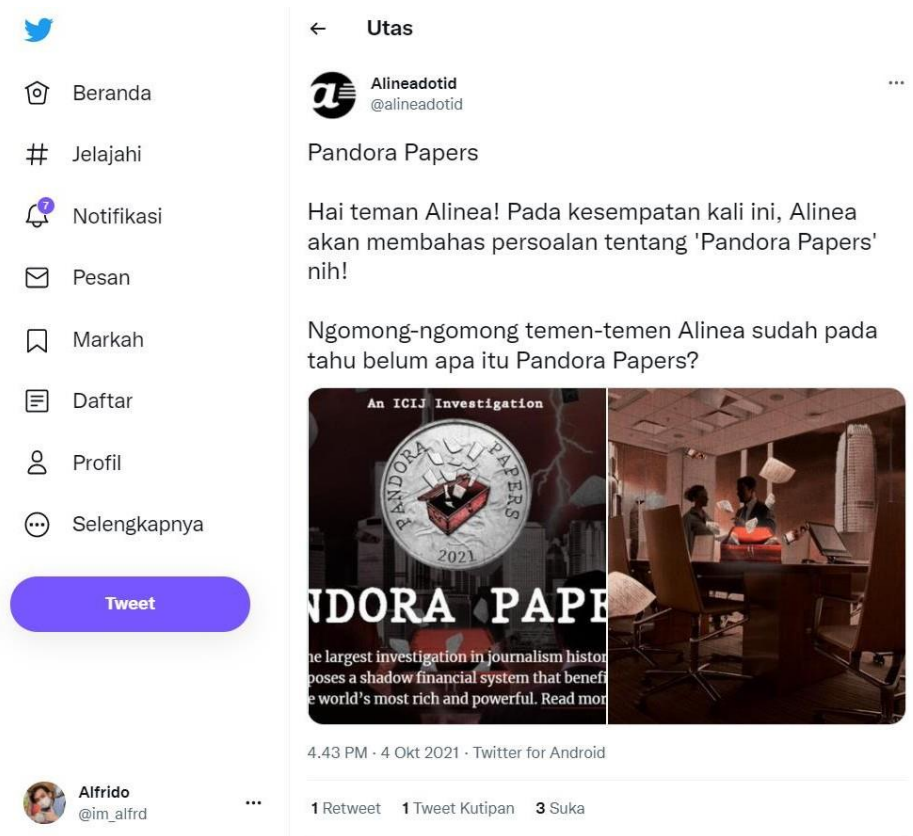 Utas
Beranda
Jelajahi
7
Notifikasi
Pesan
Markah
Daftar
Profil
Selengkapnya
Tweet
Alfrido
@im_alfrd
Alineadotid
@alineadotid
Pandora Papers
Hai teman Alinea! Pada kesempatan kali ini, Alinea
akan membahas persoalan tentang 'Pandora Papers'
nih!
Ngomong-ngomong temen-temen Alinea sudah pada
tahu belum apa itu Pandora Papers?
An ICIJ Investigation
PANDORA PAPERS
2021
NDORA PAPE
he largest investigation in journalism histor
poses a shadow financial system that benefi
e world's most rich and powerful. Read mor
4.43 PM · 4 Okt 2021 · Twitter for Android
1 Retweet 1 Tweet Kutipan 3 Suka